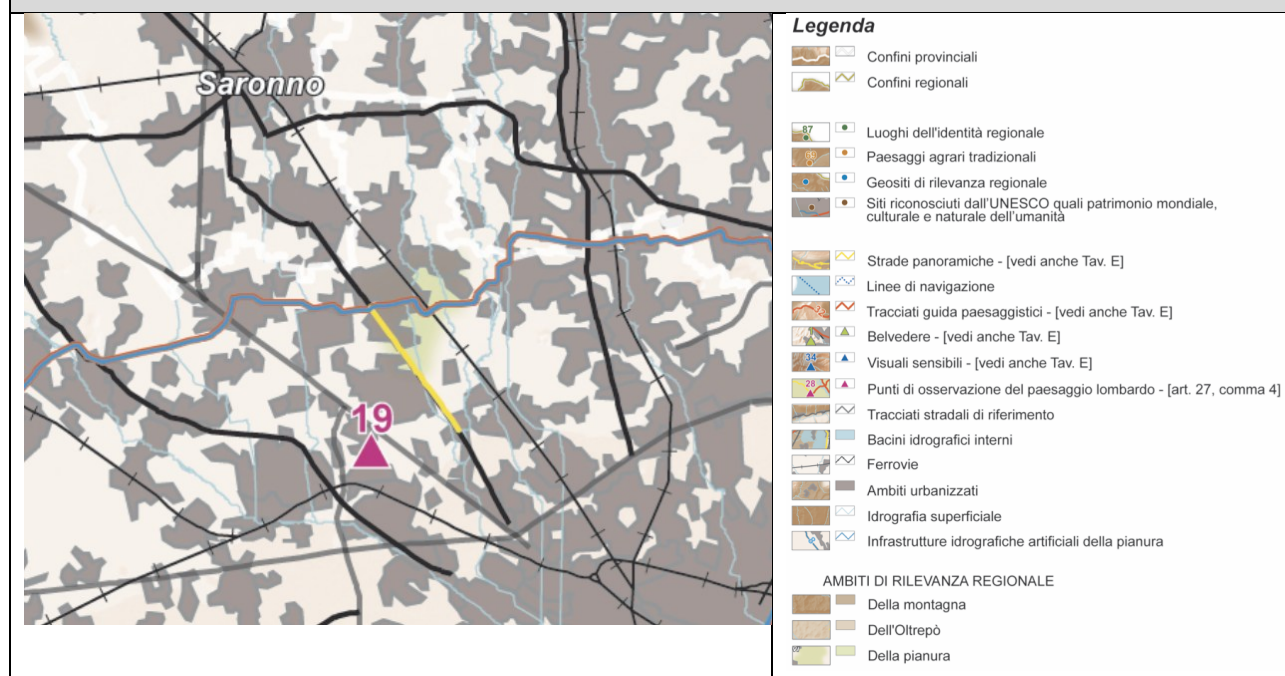 Saronno
19
Legenda
Confini provinciali
Confini regionali
87
Luoghi dell'identità regionale
Paesaggi agrari tradizionali
Geositi di rilevanza regionale
Siti riconosciuti dall'UNESCO quali patrimonio mondiale,
culturale e naturale dell'umanità
Strade panoramiche - [vedi anche Tav. E]
Linee di navigazione
Tracciati guida paesaggistici - [vedi anche Tav. E]
Belvedere - [vedi anche Tav. E]
34
Visuali sensibili - [vedi anche Tav. E]
28
Punti di osservazione del paesaggio lombardo - [art. 27, comma 4]
Tracciati stradali di riferimento
Bacini idrografici interni
Ferrovie
Ambiti urbanizzati
Idrografia superficiale
Infrastrutture idrografiche artificiali della pianura
AMBITI DI RILEVANZA REGIONALE
Della montagna
Dell'Oltrepò
Della pianura